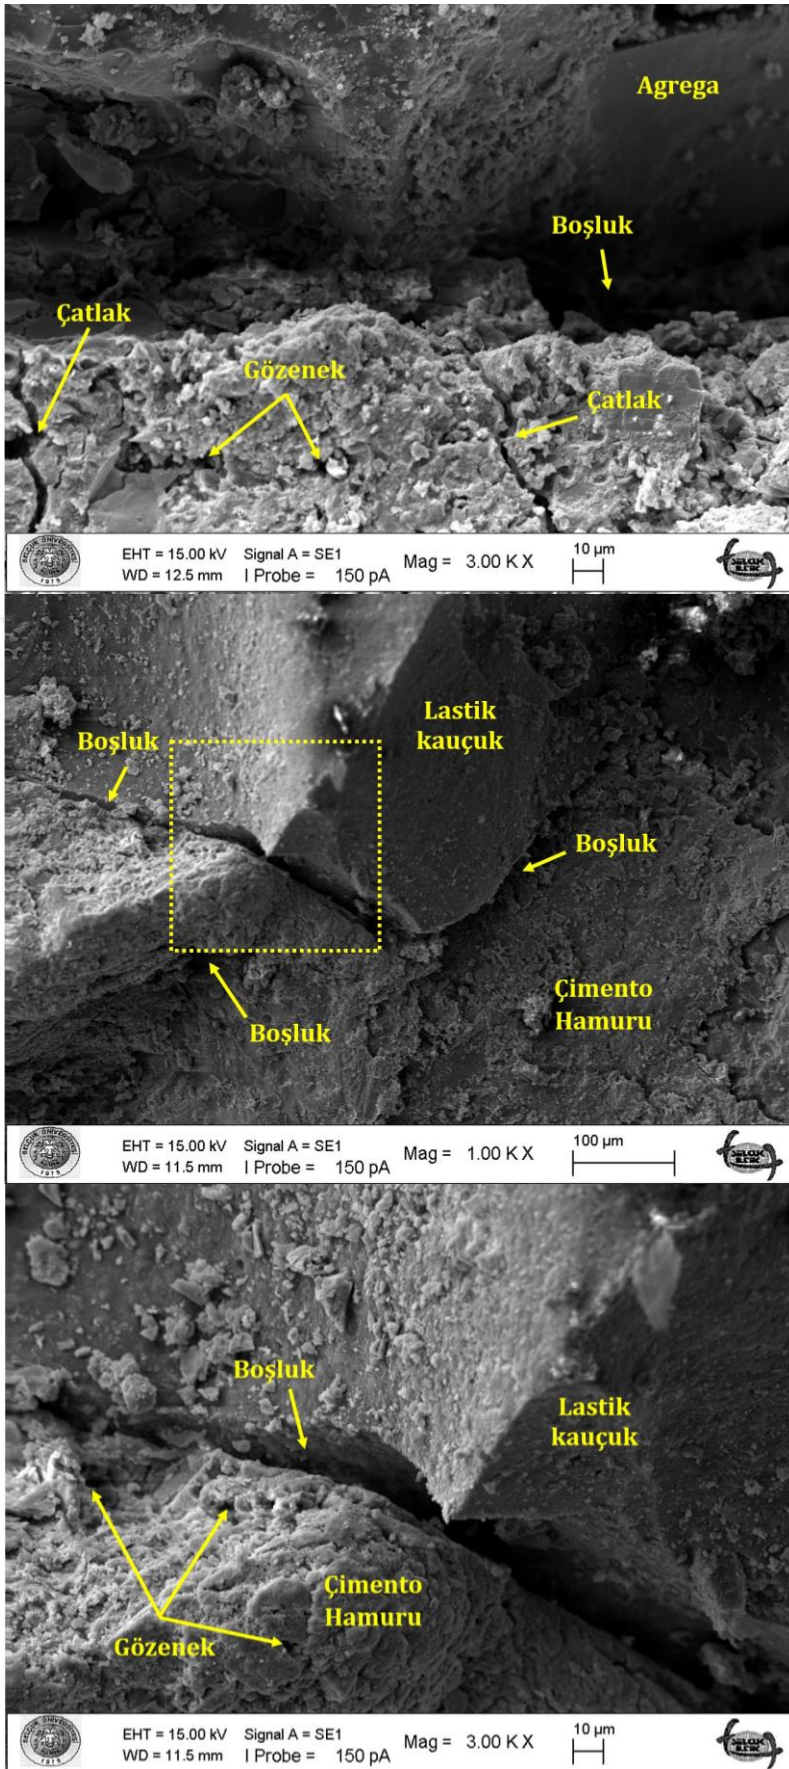 Agrega
Boşluk
Çatlak
Gözenek
Çatlak
EHT = 15.00 kV Signal A = SE1 Mag = 3.00 K X 10 µm
WD = 12.5 mm I Probe = 150 pA
Lastik
kauçuk
Boşluk
Boşluk
Çimento
Hamuru
Boşluk
EHT = 15.00 kV Signal A = SE1 Mag = 1.00 K X 100 µm
WD = 11.5 mm I Probe = 150 pA
Boşluk
Lastik
kauçuk
Çimento
Hamuru
Gözenek
EHT = 15.00 kV Signal A = SE1 Mag = 3.00 K X 10 µm
WD = 11.5 mm I Probe = 150 pA